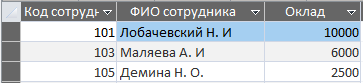 Код сотрудн ФИО сотрудника Оклад
101 Лобачевский Н. И 10000
103 Маляева А. И 6000
105 Демина Н. О. 2500